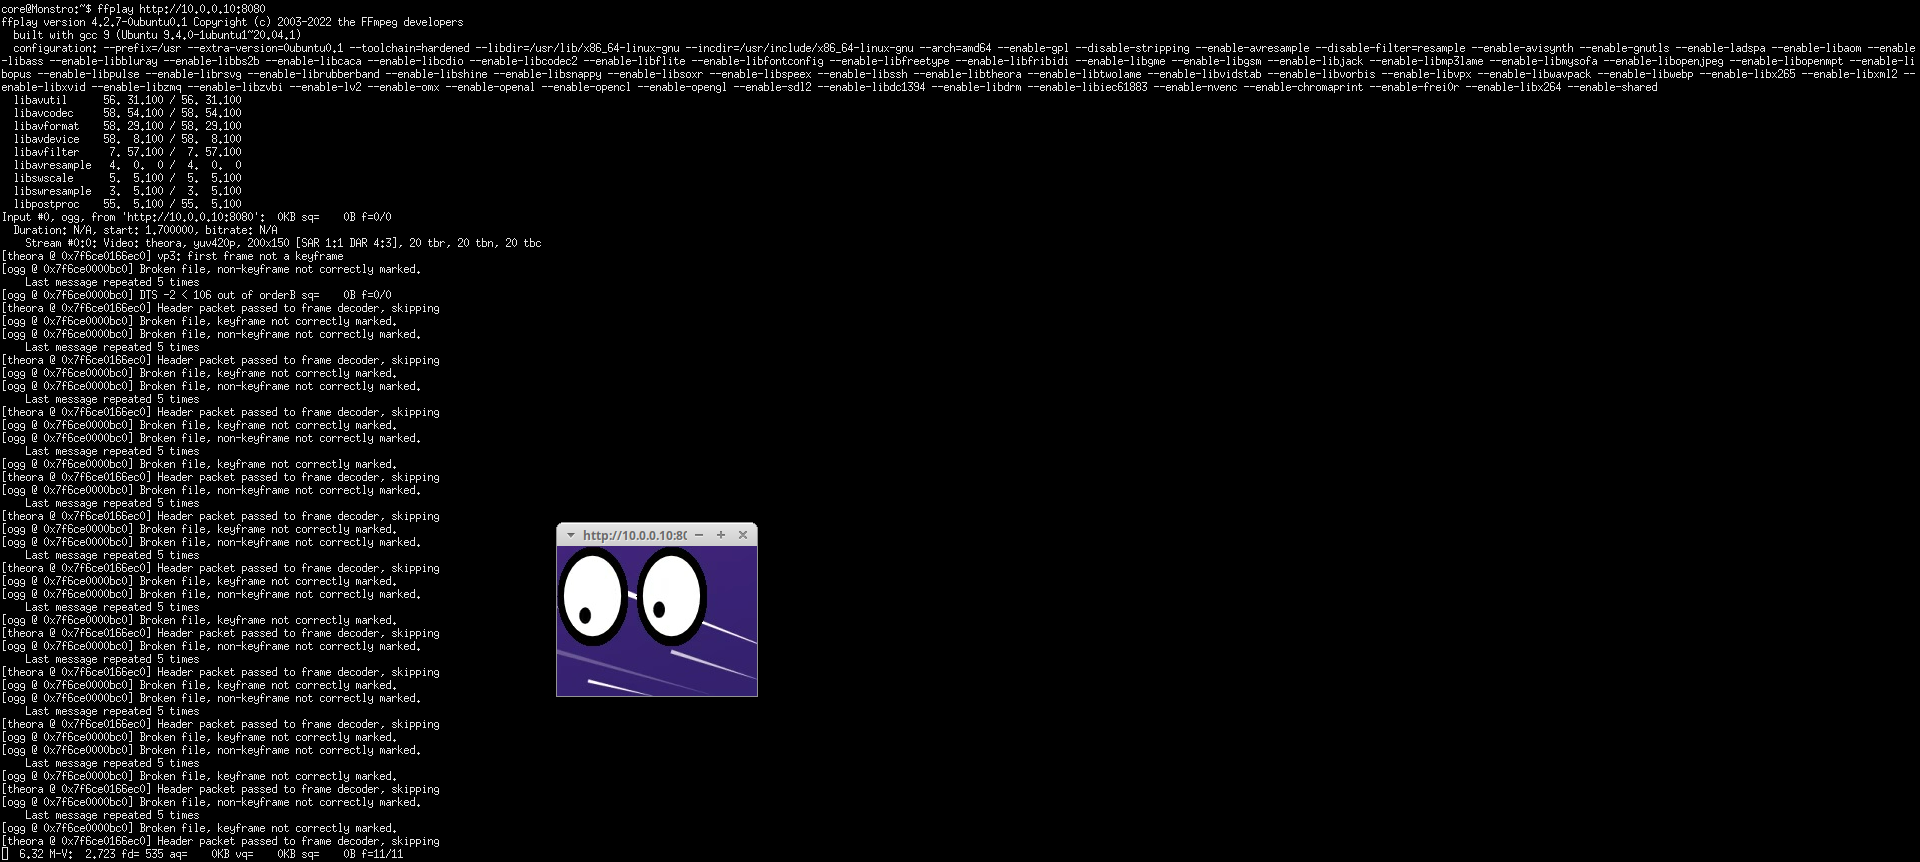 core@Monstro:~$ ffplay http://10.0.0.10:8080
ffplay version 4.2.7-0ubuntu0.1 Copyright (c) 2003-2022 the FFmpeg developers
  built with gcc 9 (Ubuntu 9.4.0-1ubuntu1~20.04.1)
  configuration: --prefix=/usr --extra-version=0ubuntu0.1 --toolchain=hardened --libdir=/usr/lib/x86_64-linux-gnu --incdir=/usr/include/x86_64-linux-gnu --arch=amd64 --enable-gpl --disable-stripping --enable-avresample --disable-filter=resample --enable-avisynth --enable-gnutls --enable-ladspa --enable-libaom --enable
-libass --enable-libbluray --enable-libbs2b --enable-libcaca --enable-libcdio --enable-libcodec2 --enable-libflite --enable-libfontconfig --enable-libfreetype --enable-libfribidi --enable-libgme --enable-libgsm --enable-libjack --enable-libmp3lame --enable-libmysofa --enable-libopenjpeg --enable-libopenmpt --enable-li
bopus --enable-libpulse --enable-librsvg --enable-librubberband --enable-libshine --enable-libsnappy --enable-libsoxr --enable-libspeex --enable-libssh --enable-libtheora --enable-libtwolame --enable-libvidstab --enable-libvorbis --enable-libvpx --enable-libwavpack --enable-libwebp --enable-libx265 --enable-libxml2 --
enable-libxvid --enable-libzmq --enable-libzvbi --enable-lv2 --enable-omx --enable-openal --enable-opencl --enable-opengl --enable-sdl2 --enable-libdc1394 --enable-libdrm --enable-libiec61883 --enable-nvenc --enable-chromaprint --enable-frei0r --enable-libx264 --enable-shared
  libavutil      56. 31.100 / 56. 31.100
  libavcodec     58. 54.100 / 58. 54.100
  libavformat    58. 29.100 / 58. 29.100
  libavdevice    58.  8.100 / 58.  8.100
  libavfilter     7. 57.100 /  7. 57.100
  libavresample   4.  0.  0 /  4.  0.  0
  libswscale      5.  5.100 /  5.  5.100
  libswresample   3.  5.100 /  3.  5.100
  libpostproc    55.  5.100 / 55.  5.100
Input #0, ogg, from 'http://10.0.0.10:8080':  0KB sq=    0B f=0/0
  Duration: N/A, start: 1.700000, bitrate: N/A
    Stream #0:0: Video: theora, yuv420p, 200x150 [SAR 1:1 DAR 4:3], 20 tbr, 20 tbn, 20 tbc
[theora @ 0x7f6ce0166ec0] vp3: first frame not a keyframe
[ogg @ 0x7f6ce0000bc0] Broken file, non-keyframe not correctly marked.
    Last message repeated 5 times
[ogg @ 0x7f6ce0000bc0] DTS -2 < 106 out of orderB sq=    0B f=0/0
[theora @ 0x7f6ce0166ec0] Header packet passed to frame decoder, skipping
[ogg @ 0x7f6ce0000bc0] Broken file, keyframe not correctly marked.
[ogg @ 0x7f6ce0000bc0] Broken file, non-keyframe not correctly marked.
    Last message repeated 5 times
[theora @ 0x7f6ce0166ec0] Header packet passed to frame decoder, skipping
[ogg @ 0x7f6ce0000bc0] Broken file, keyframe not correctly marked.
[ogg @ 0x7f6ce0000bc0] Broken file, non-keyframe not correctly marked.
    Last message repeated 5 times
[theora @ 0x7f6ce0166ec0] Header packet passed to frame decoder, skipping
[ogg @ 0x7f6ce0000bc0] Broken file, keyframe not correctly marked.
[ogg @ 0x7f6ce0000bc0] Broken file, non-keyframe not correctly marked.
    Last message repeated 5 times
[ogg @ 0x7f6ce0000bc0] Broken file, keyframe not correctly marked.
[theora @ 0x7f6ce0166ec0] Header packet passed to frame decoder, skipping
[ogg @ 0x7f6ce0000bc0] Broken file, non-keyframe not correctly marked.
    Last message repeated 5 times
[theora @ 0x7f6ce0166ec0] Header packet passed to frame decoder, skipping
[ogg @ 0x7f6ce0000bc0] Broken file, keyframe not correctly marked.
[ogg @ 0x7f6ce0000bc0] Broken file, non-keyframe not correctly marked.
    Last message repeated 5 times
[theora @ 0x7f6ce0166ec0] Header packet passed to frame decoder, skipping
[ogg @ 0x7f6ce0000bc0] Broken file, keyframe not correctly marked.
[ogg @ 0x7f6ce0000bc0] Broken file, non-keyframe not correctly marked.
    Last message repeated 5 times
[ogg @ 0x7f6ce0000bc0] Broken file, keyframe not correctly marked.
[theora @ 0x7f6ce0166ec0] Header packet passed to frame decoder, skipping
[ogg @ 0x7f6ce0000bc0] Broken file, non-keyframe not correctly marked.
    Last message repeated 5 times
[theora @ 0x7f6ce0166ec0] Header packet passed to frame decoder, skipping
[ogg @ 0x7f6ce0000bc0] Broken file, keyframe not correctly marked.
[ogg @ 0x7f6ce0000bc0] Broken file, non-keyframe not correctly marked.
    Last message repeated 5 times
[theora @ 0x7f6ce0166ec0] Header packet passed to frame decoder, skipping
[ogg @ 0x7f6ce0000bc0] Broken file, keyframe not correctly marked.
[ogg @ 0x7f6ce0000bc0] Broken file, non-keyframe not correctly marked.
    Last message repeated 5 times
[ogg @ 0x7f6ce0000bc0] Broken file, keyframe not correctly marked.
[theora @ 0x7f6ce0166ec0] Header packet passed to frame decoder, skipping
[ogg @ 0x7f6ce0000bc0] Broken file, non-keyframe not correctly marked.
    Last message repeated 5 times
[ogg @ 0x7f6ce0000bc0] Broken file, keyframe not correctly marked.
[theora @ 0x7f6ce0166ec0] Header packet passed to frame decoder, skipping
   6.32 M-V:  2.723 fd= 535 aq=    0KB vq=    0KB sq=    0B f=11/11
http://10.0.0.10:80